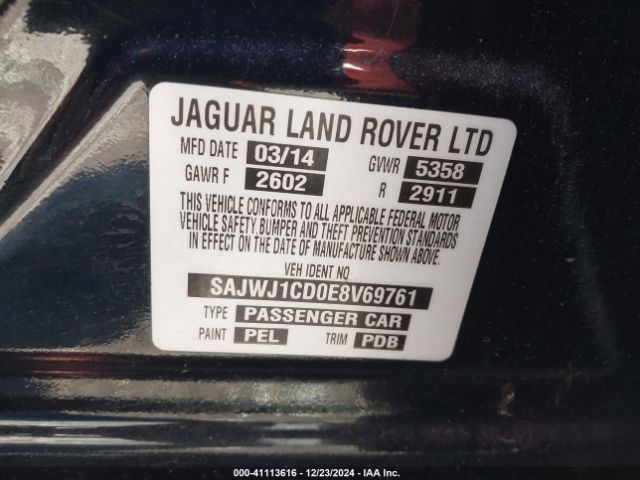 JAGUAR LAND ROVER LTD
MFD DATE 03/14 GVWR 5358
GAWR F 2602 R 2911
THIS VEHICLE CONFORMS TO ALL APPLICABLE FEDERAL MOTOR
VEHICLE SAFETY, BUMPER AND THEFT PREVENTION STANDARDS
IN EFFECT ON THE DATE OF MANUFACTURE SHOWN ABOVE.
VEH IDENT NO
SAJWJ1CD0E8V69761
TYPE PASSENGER CAR
PAINT PEL TRIM PDB
000-41113616 - 12/23/2024 - IAA Inc.